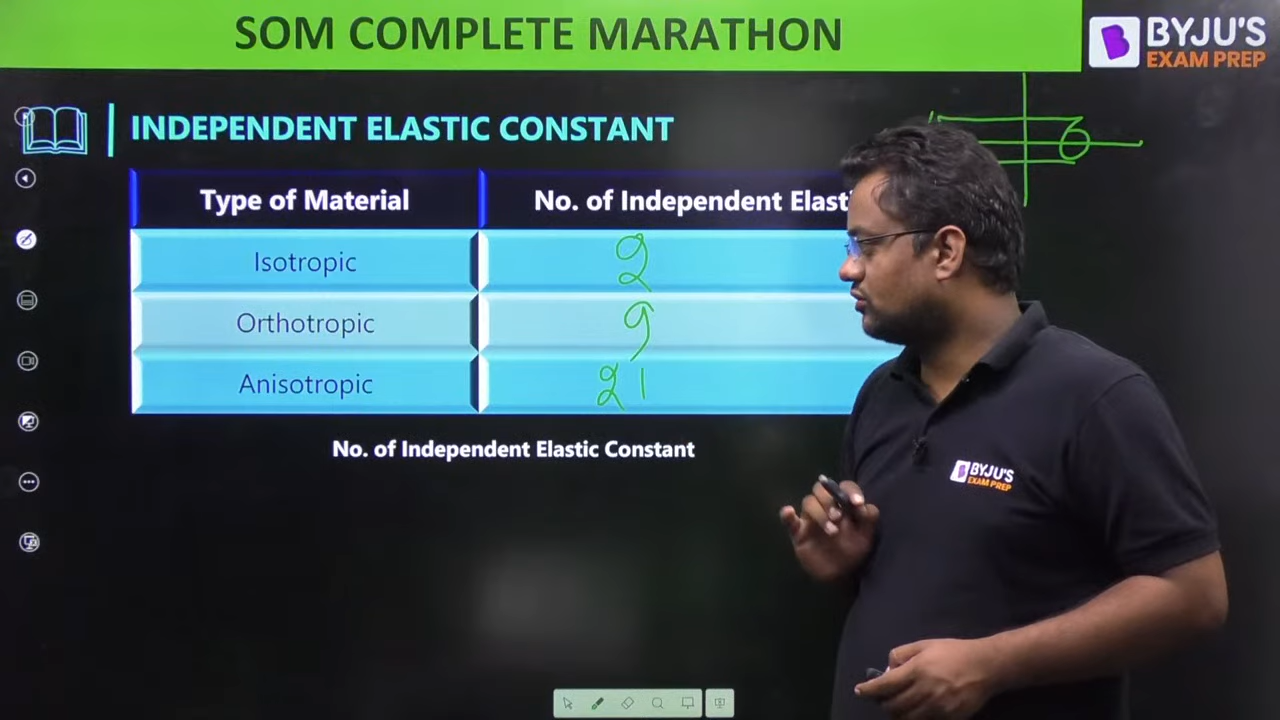 SOM COMPLETE MARATHON
BYJU'S
EXAM PREP
INDEPENDENT ELASTIC CONSTANT
Type of Material
No. of Independent Elasti
Isotropic
2
Orthotropic
9
Anisotropic
21
No. of Independent Elastic Constant
BYJU'S
EXAM PREP